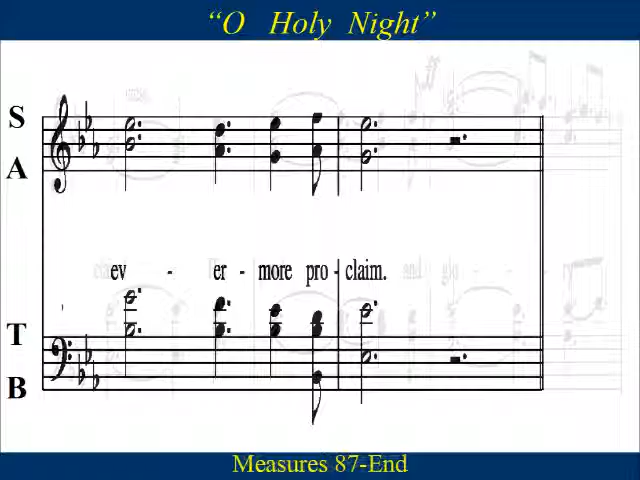 “O Holy Night”
S
A
ev - er - more pro - claim.
T
B
Measures 87-End